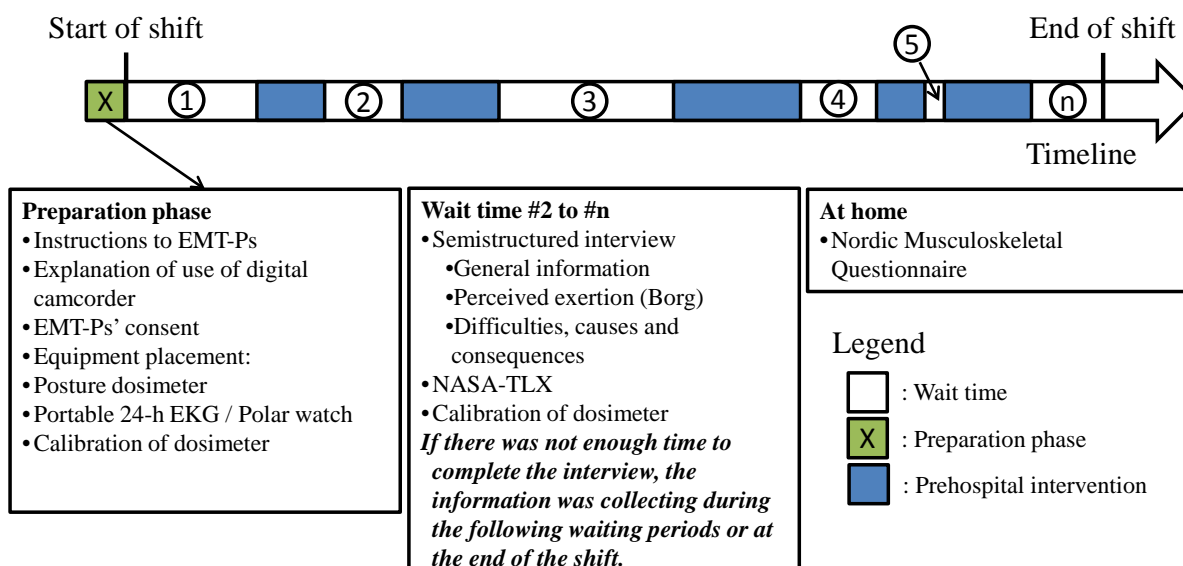 Start of shift
5
End of shift
X
1
2
3
4
n
Timeline
Preparation phase
•Instructions to EMT-Ps
•Explanation of use of digital
camcorder
•EMT-Ps' consent
•Equipment placement:
•Posture dosimeter
•Portable 24-h EKG / Polar watch
•Calibration of dosimeter
Wait time #2 to #n
•Semistructured interview
•General information
•Perceived exertion (Borg)
•Difficulties, causes and
consequences
•NASA-TLX
•Calibration of dosimeter
If there was not enough time to
complete the interview, the
information was collecting during
the following waiting periods or at
the end of the shift.
At home
•Nordic Musculoskeletal
Questionnaire
Legend
: Wait time
X : Preparation phase
: Prehospital intervention